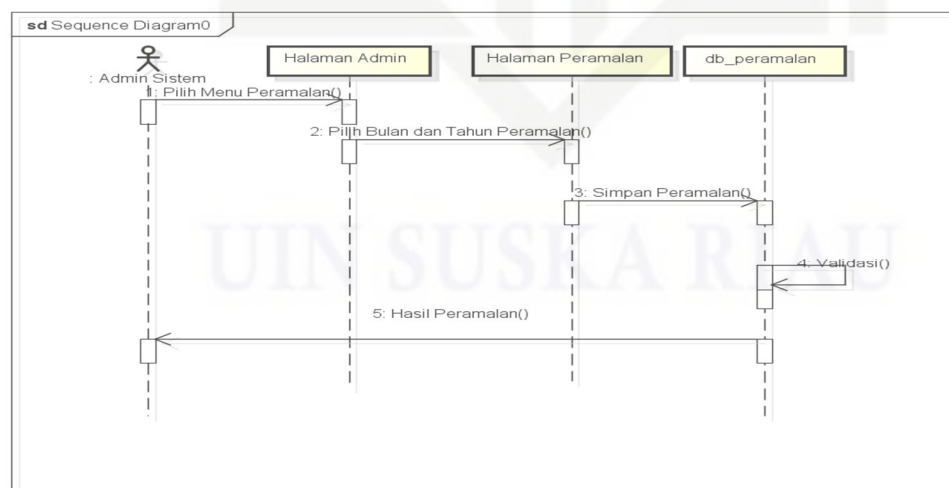 sd Sequence Diagram0
Halaman Admin
Halaman Peramalan
db_peramalan
: Admin Sistem
1: Pilih Menu Peramalan()
2: Pilih Bulan dan Tahun Peramalan()
3: Simpan Peramalan()
UIN SUSKA RIAU
4: Validasi()
5: Hasil Peramalan()